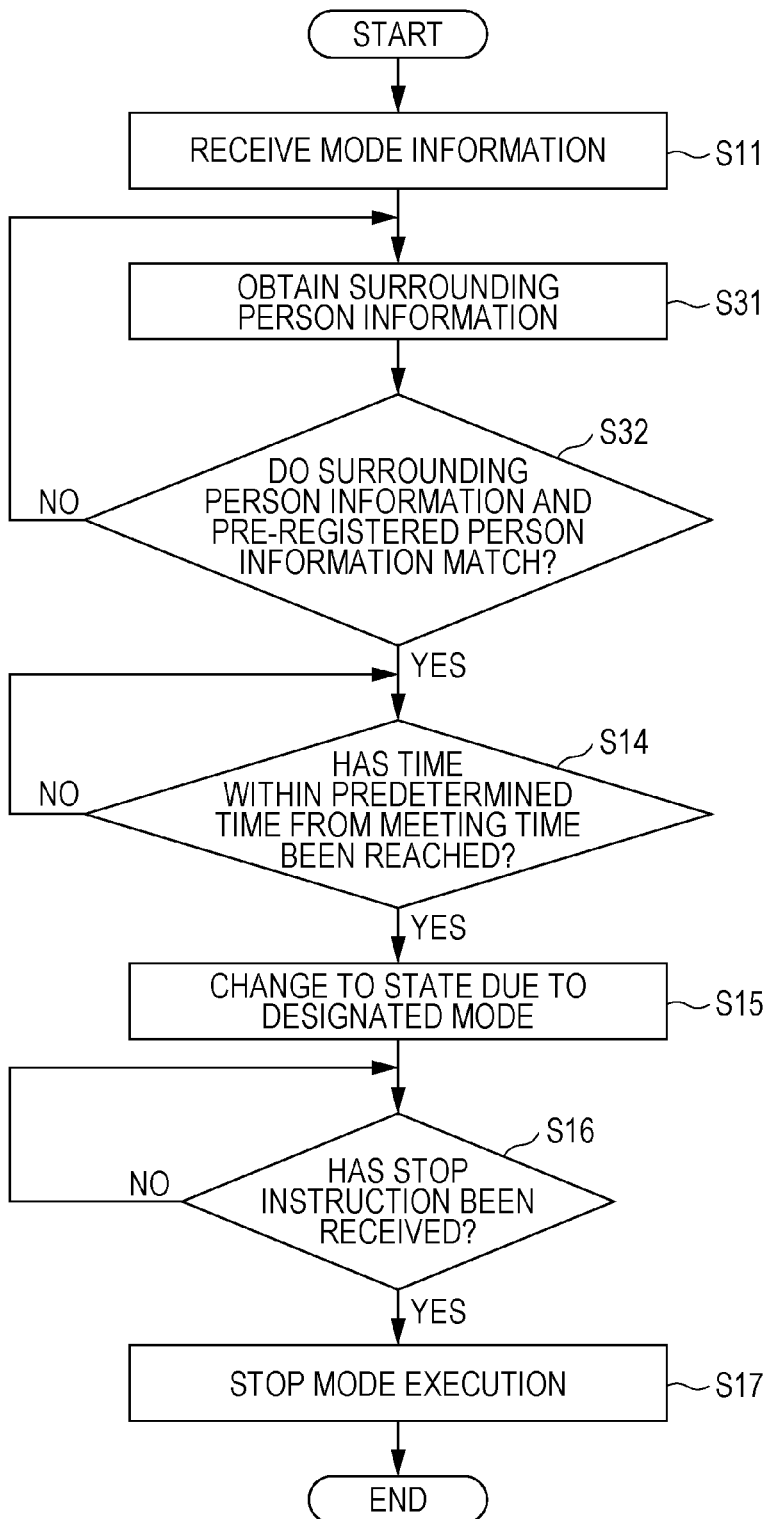 START
RECEIVE MODE INFORMATION
S11
OBTAIN SURROUNDING
PERSON INFORMATION
S31
S32
DO SURROUNDING
PERSON INFORMATION AND
PRE-REGISTERED PERSON
INFORMATION MATCH?
NO
YES
S14
HAS TIME
WITHIN PREDETERMINED
TIME FROM MEETING TIME
BEEN REACHED?
NO
YES
CHANGE TO STATE DUE TO
DESIGNATED MODE
S15
S16
HAS STOP
INSTRUCTION BEEN
RECEIVED?
NO
YES
STOP MODE EXECUTION
S17
END